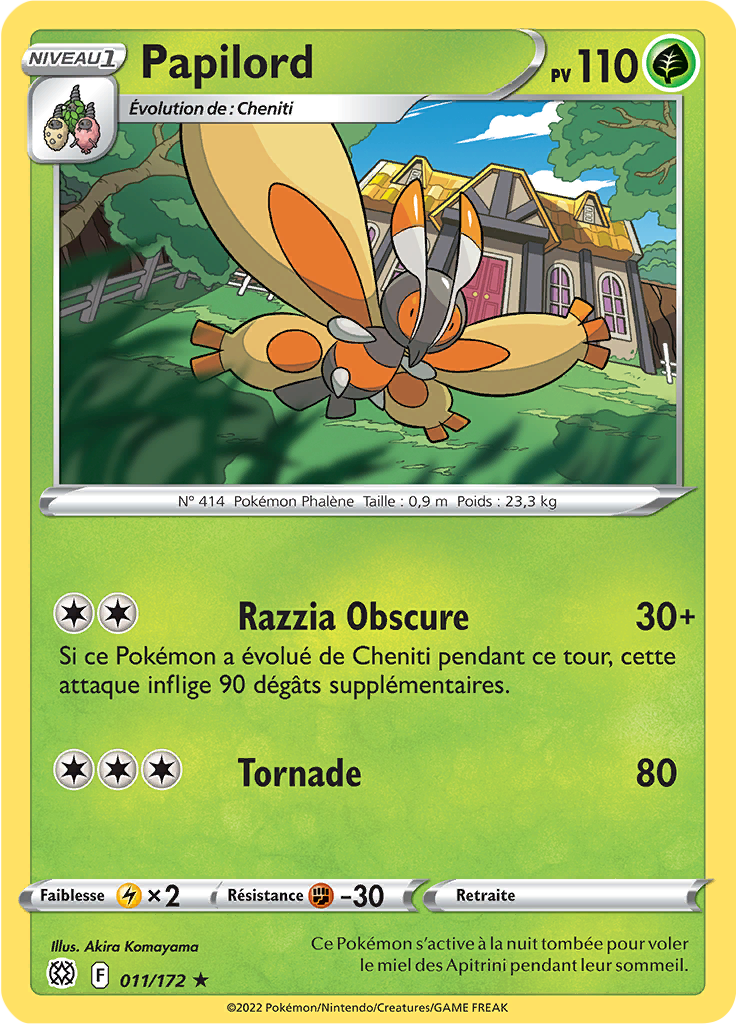 NIVEAU 1
Papilord
PV 110
Évolution de : Cheniti
N° 414 Pokémon Phalène Taille : 0,9 m Poids : 23,3 kg
Razzia Obscure 30+
Si ce Pokémon a évolué de Cheniti pendant ce tour, cette
attaque inflige 90 dégâts supplémentaires.
Tornade 80
Faiblesse ×2 Résistance -30 Retraite
Illus. Akira Komayama
Ce Pokémon s'active à la nuit tombée pour voler
le miel des Apitrini pendant leur sommeil.
F 011/172 ★
©2022 Pokémon/Nintendo/Creatures/GAME FREAK